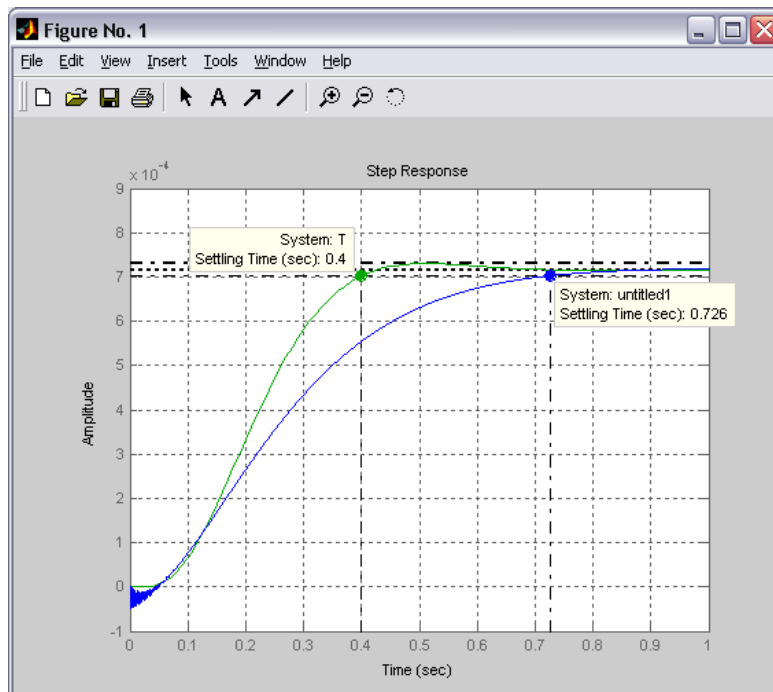 Figure No. 1
File Edit View Insert Tools Window Help
A
x 10⁻⁴
Step Response
9
8
7
6
5
4
3
2
1
0
-1
Amplitude
System: T
Settling Time (sec): 0.4
System: untitled1
Settling Time (sec): 0.726
0 0.1 0.2 0.3 0.4 0.5 0.6 0.7 0.8 0.9 1
Time (sec)